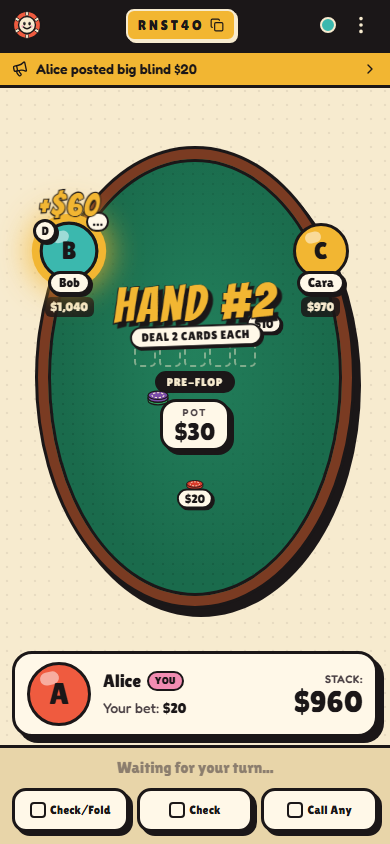 RNST4O
Alice posted big blind $20
+$60
...
D
B
Bob
$1,040
C
Cara
$970
HAND #2
DEAL 2 CARDS EACH
PRE-FLOP
POT
$30
$20
A
Alice YOU
Your bet: $20
STACK:
$960
Waiting for your turn...
Check/Fold
Check
Call Any